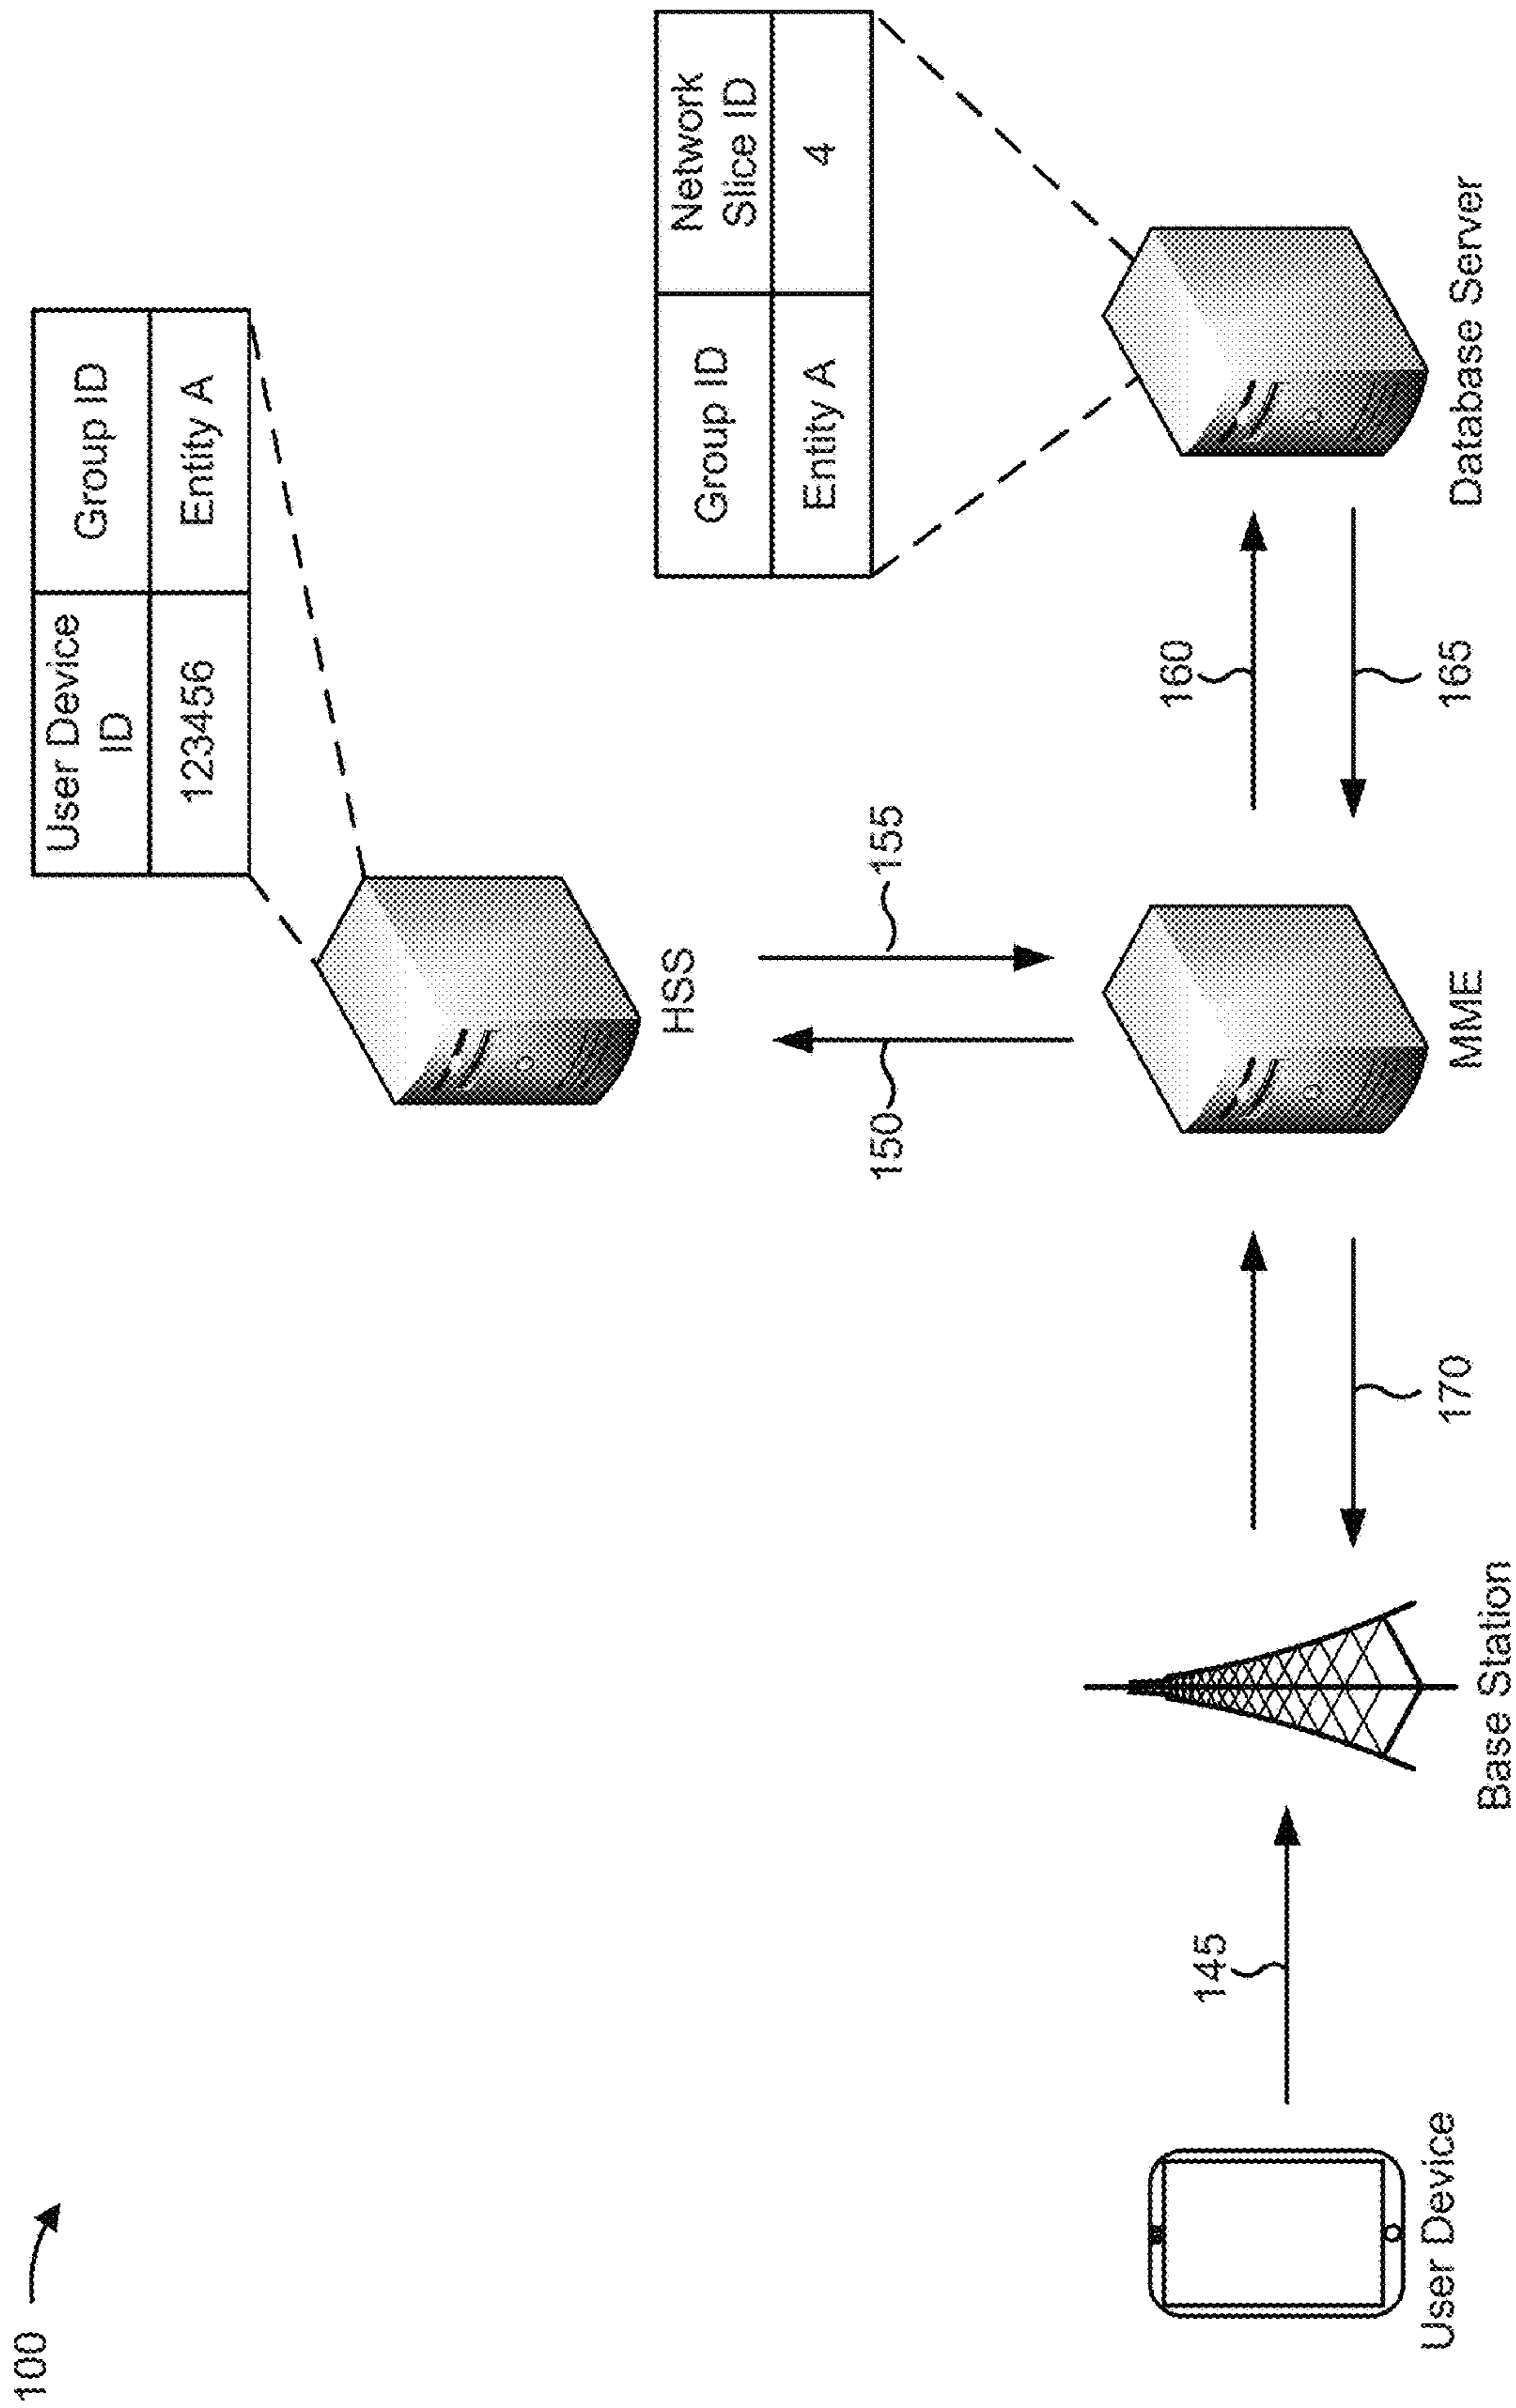 100
User Device
ID
Group ID
123456
Entity A
HSS
Group ID
Network
Slice ID
Entity A
4
150
155
160
145
165
170
User Device
Base Station
MME
Database Server